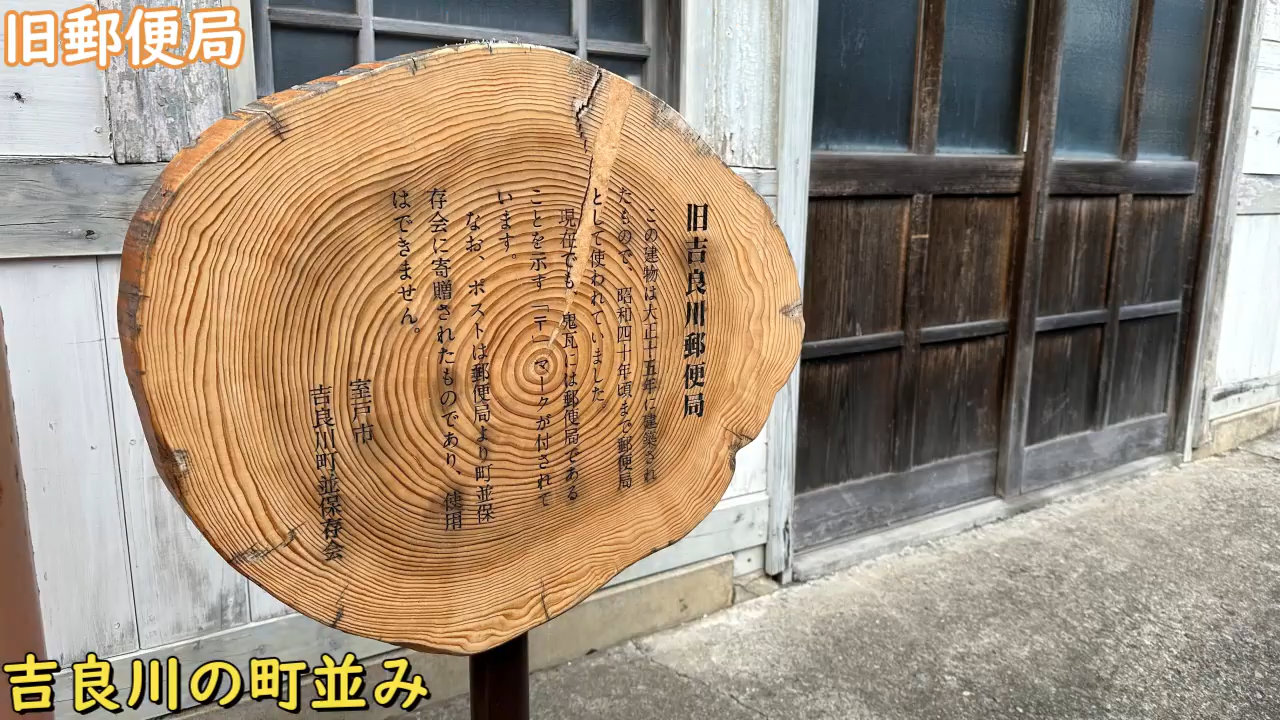 旧郵便局
旧吉良川郵便局
この建物は大正十五年に建築され
たもので、昭和四十年頃まで郵便局
として使われていました。
現在でも、鬼瓦には郵便局である
ことを示す「〒」マークが付されて
います。
なお、ポストは郵便局より町並保
存会に寄贈されたものであり、使用
はできません。
室戸市
吉良川町並保存会
吉良川の町並み